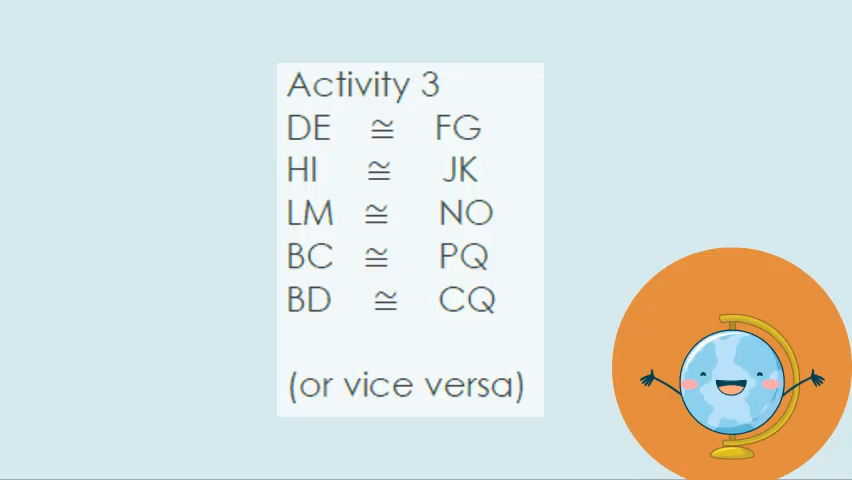 Activity 3
DE ≅ FG
HI ≅ JK
LM ≅ NO
BC ≅ PQ
BD ≅ CQ
(or vice versa)